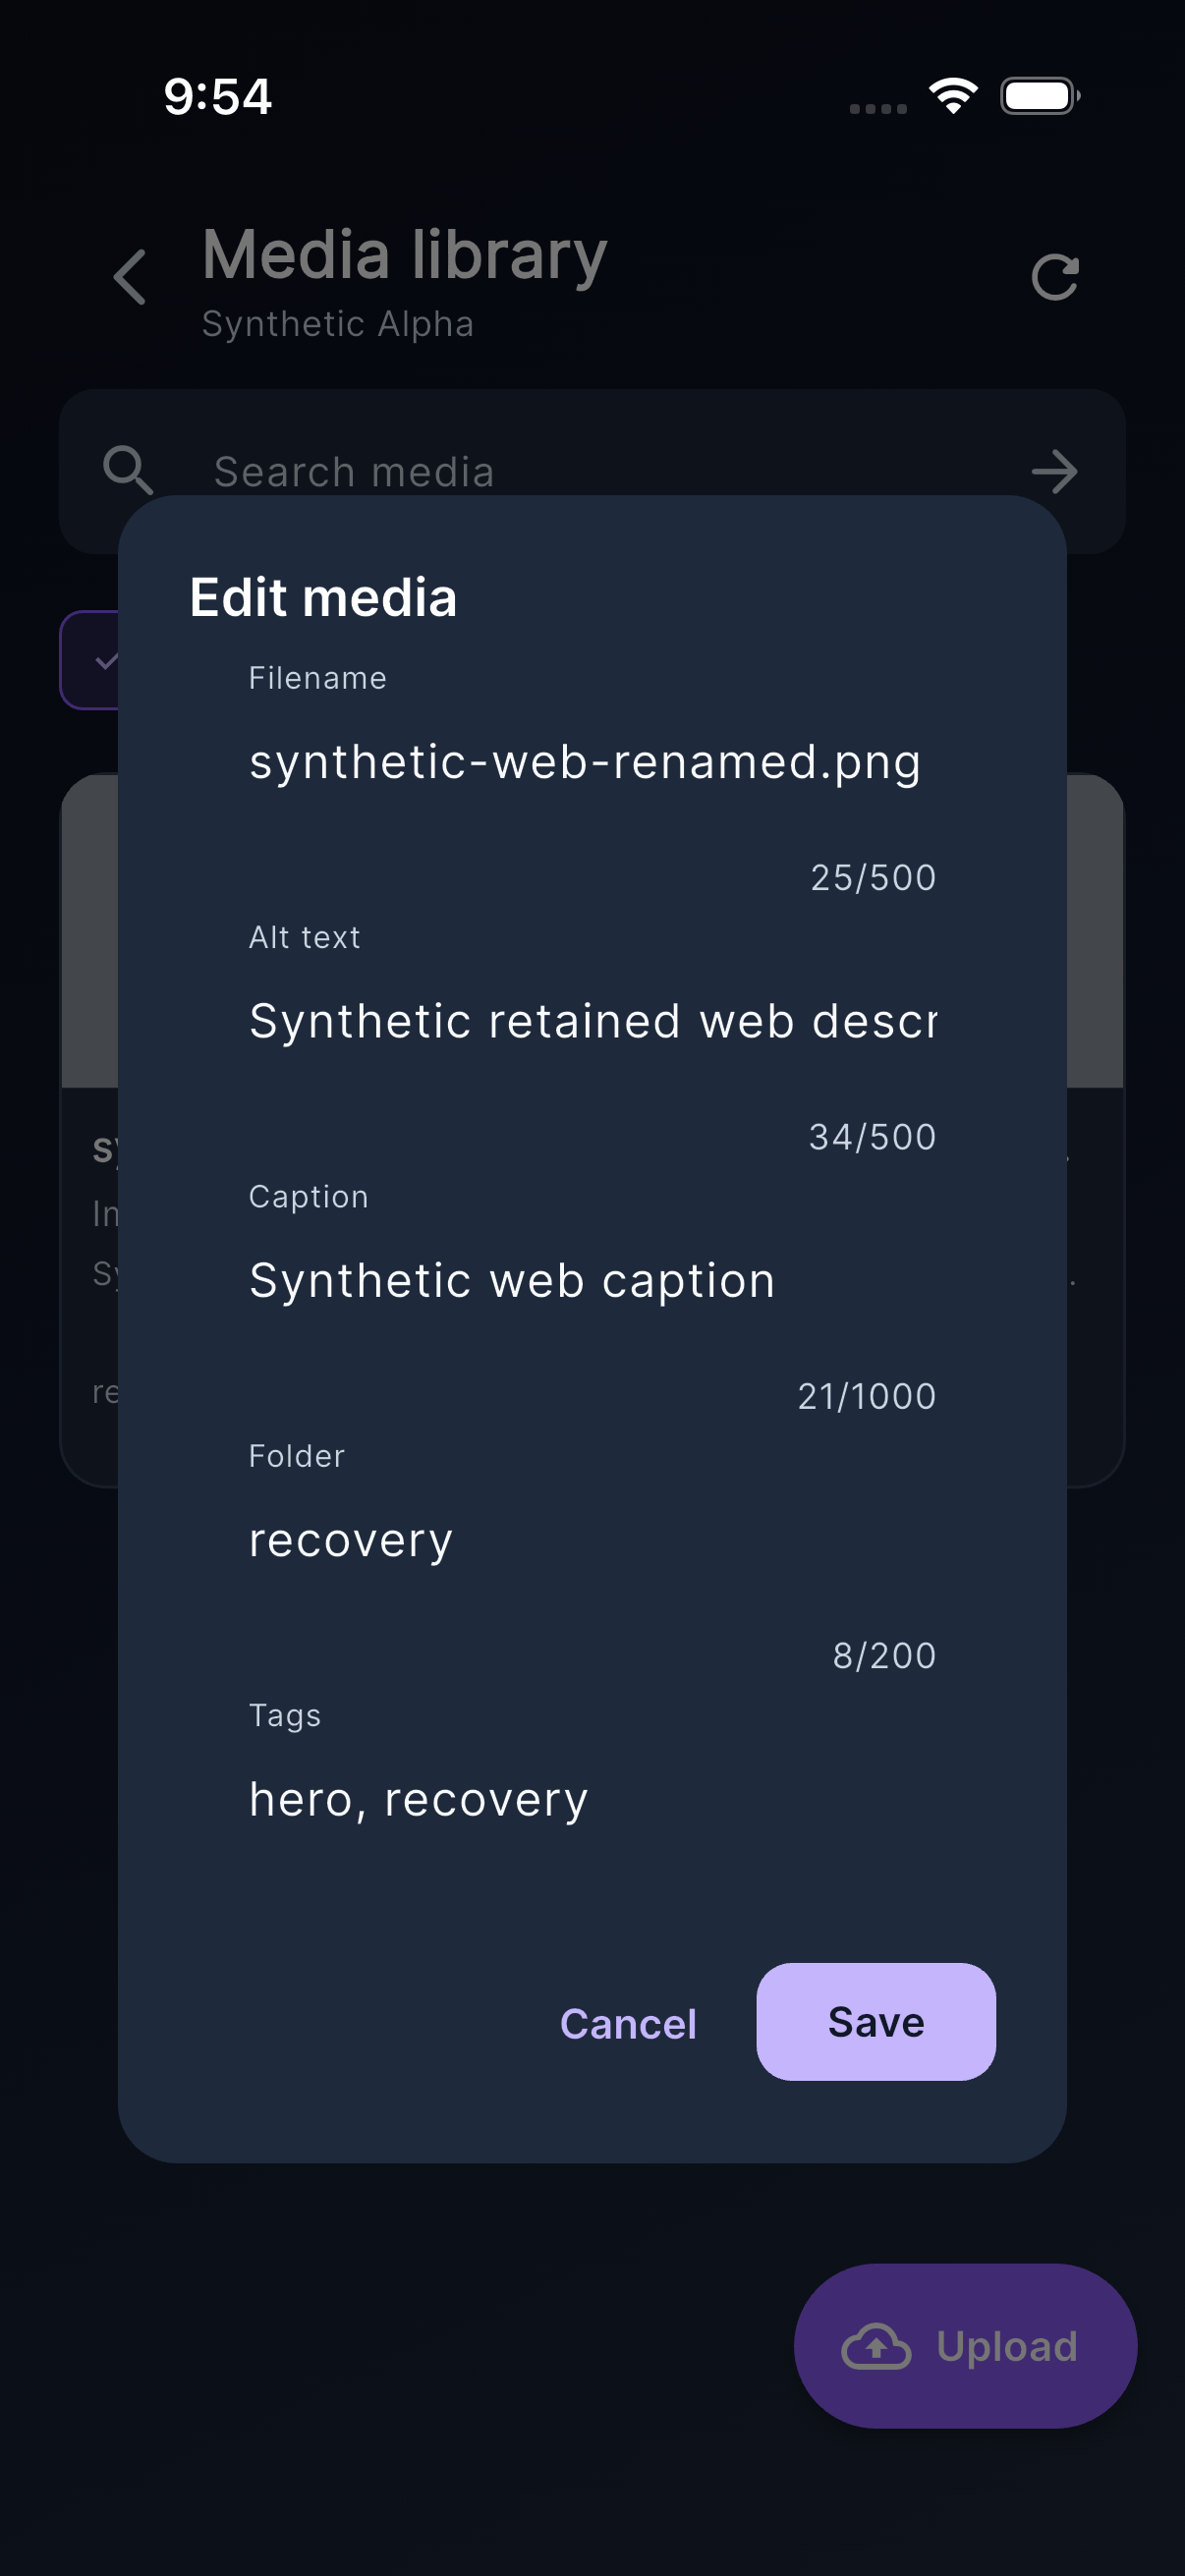 9:54
Media library
Synthetic Alpha
Search media
Edit media
Filename
synthetic-web-renamed.png
25/500
Alt text
Synthetic retained web descr
34/500
Caption
Synthetic web caption
21/1000
Folder
recovery
8/200
Tags
hero, recovery
Cancel
Save
Upload